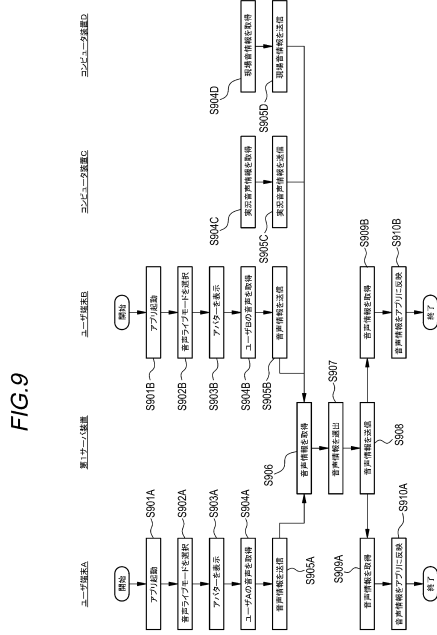 FIG.9
ユーザ端末A
開始
アプリ起動
S901A
音声ライブモードを選択
S902A
アバターを表示
S903A
ユーザAの音声を取得
S904A
音声情報を送信
S905A
音声情報を取得
S909A
音声情報をアプリに反映
S910A
終了
第1サーバ装置
音声情報を取得
S906
音声情報を選出
S907
音声情報を送信
S908
ユーザ端末B
開始
アプリ起動
S901B
音声ライブモードを選択
S902B
アバターを表示
S903B
ユーザBの音声を取得
S904B
音声情報を送信
S905B
音声情報を取得
S909B
音声情報をアプリに反映
S910B
終了
コンピュータ装置C
実況音声情報を取得
S904C
実況音声情報を送信
S905C
コンピュータ装置D
現場音情報を取得
S904D
現場音情報を送信
S905D